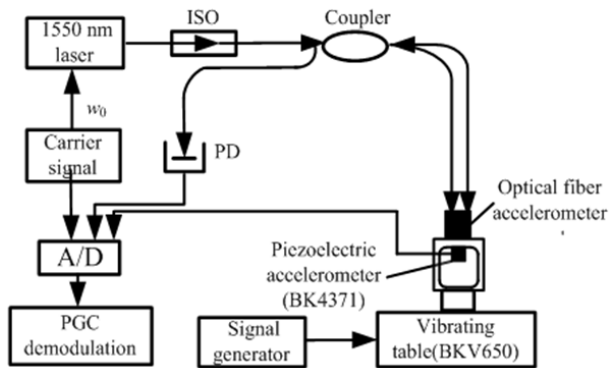 ISO
Coupler
1550 nm
laser
w0
PD
Carrier
signal
Optical fiber
accelerometer
A/D
Piezoelectric
accelerometer
(BK4371)
PGC
demodulation
Signal
generator
Vibrating
table(BKV650)